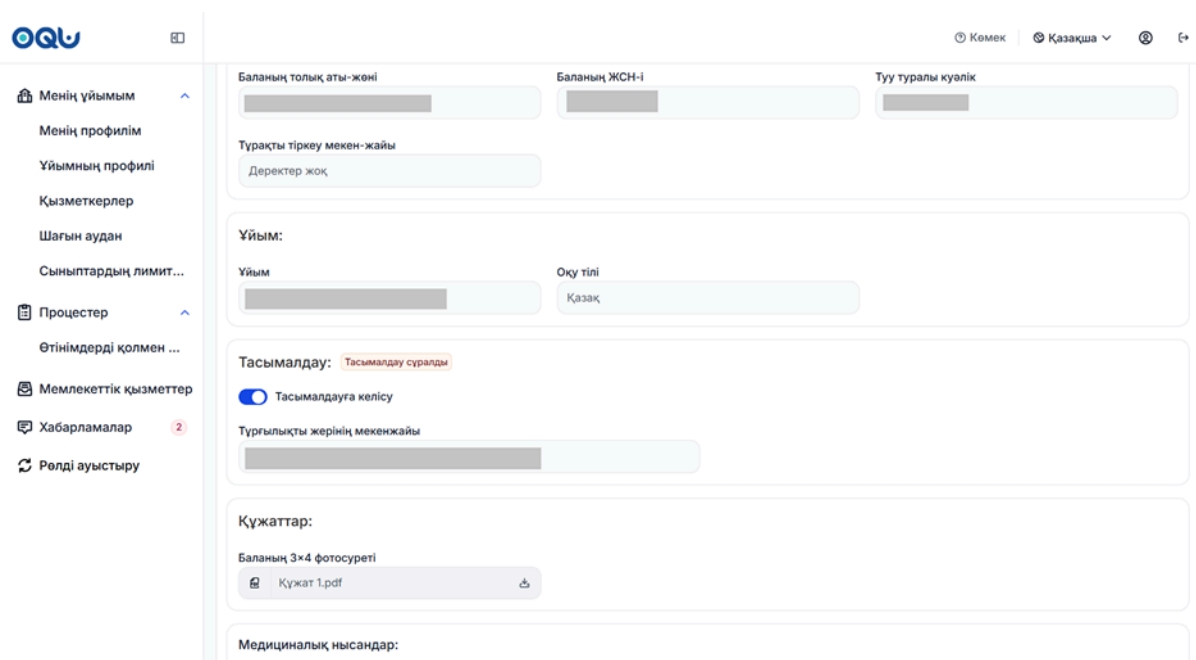 OQU
Көмек
Қазақша
Менің ұйымым
Менің профилім
Ұйымның профилі
Қызметкерлер
Шағын аудан
Сыныптардың лимит...
Процестер
Өтінімдерді қолмен ...
Мемлекеттік қызметтер
Хабарламалар 2
Рөлді ауыстыру
Баланың толық аты-жөні
Баланың ЖСН-і
Туу туралы куәлік
Тұрақты тіркеу мекен-жайы
Деректер жоқ
Ұйым:
Ұйым
Оқу тілі
Қазақ
Тасымалдау: Тасымалдау сұралды
Тасымалдауға келісу
Тұрғылықты жерінің мекенжайы
Құжаттар:
Баланың 3×4 фотосуреті
Құжат 1.pdf
Медициналық нысандар: